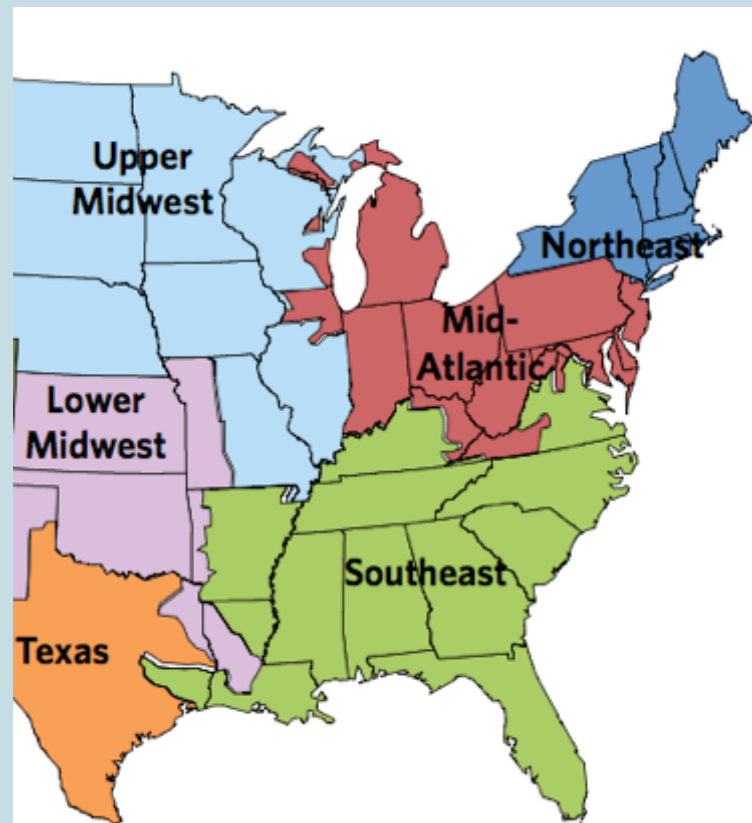 Upper
Midwest
Northeast
Mid-
Atlantic
Lower
Midwest
Southeast
Texas